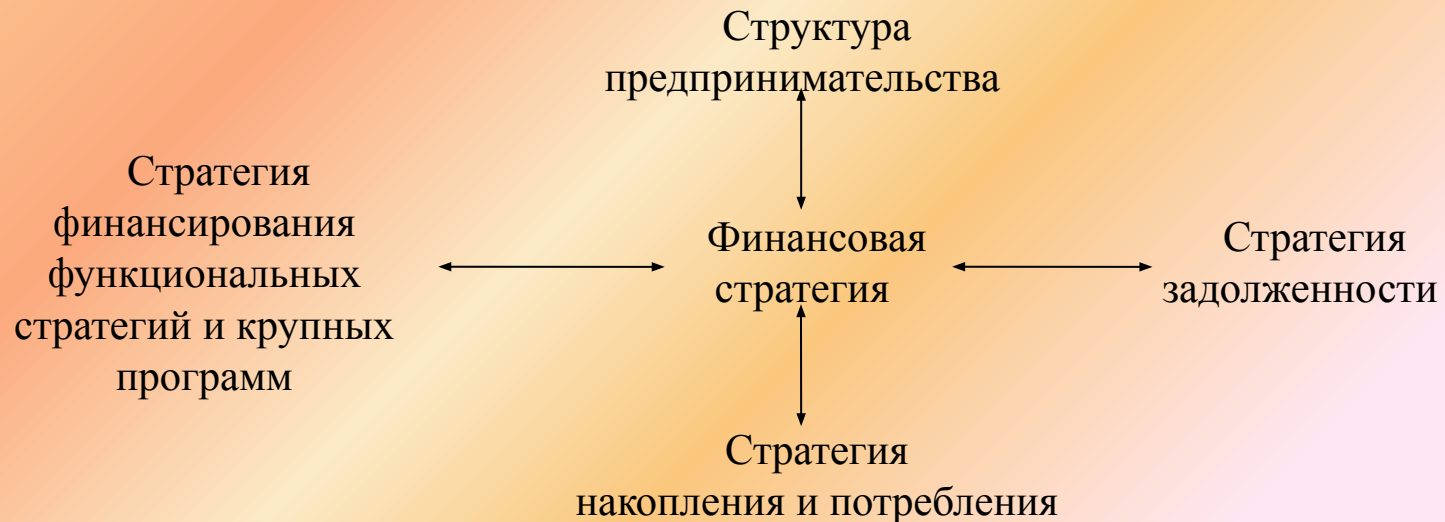 Структура
предпринимательства
Стратегия
финансирования
функциональных
стратегий и крупных
программ
Финансовая
стратегия
Стратегия
задолженности
Стратегия
накопления и потребления